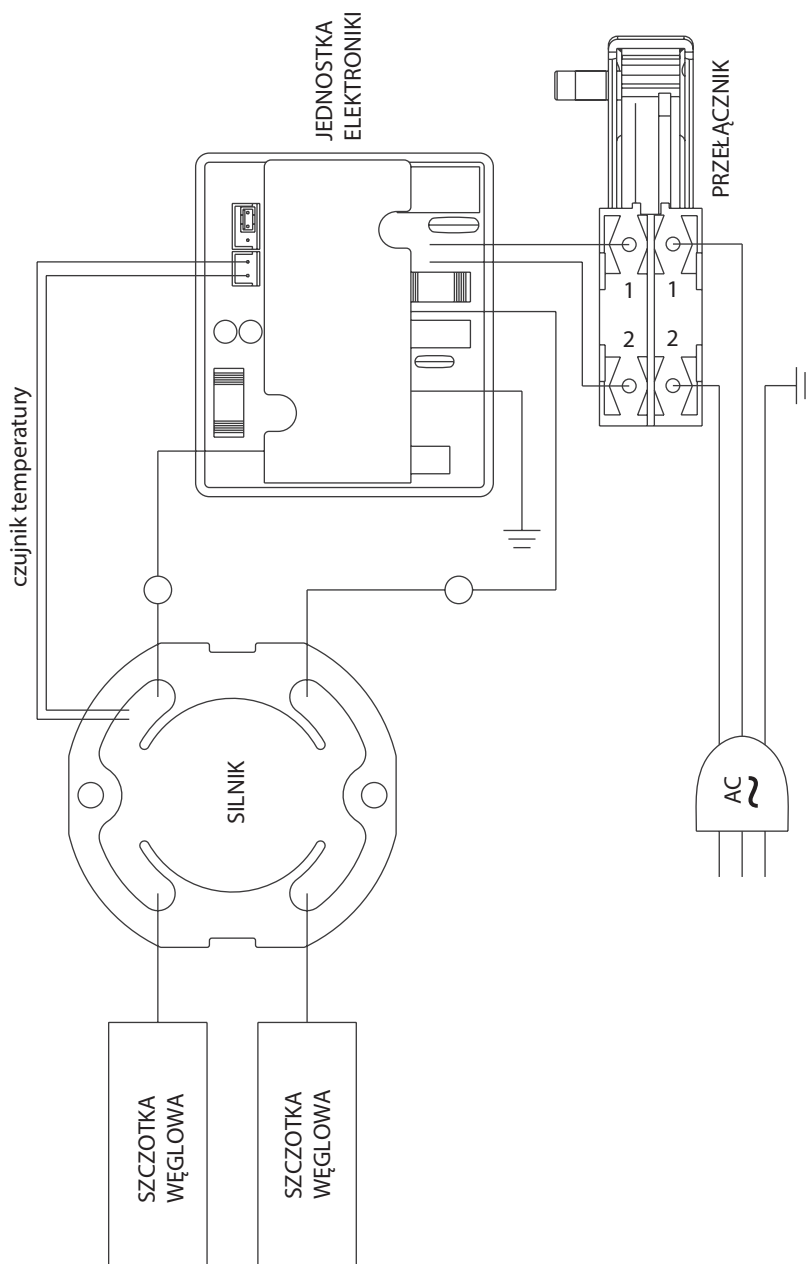 JEDNOSTKA
ELEKTRONIKI
PRZEŁĄCZNIK
1
1
2
2
czujnik temperatury
SILNIK
AC
~
SZCZOTKA
WĘGLOWA
SZCZOTKA
WĘGLOWA